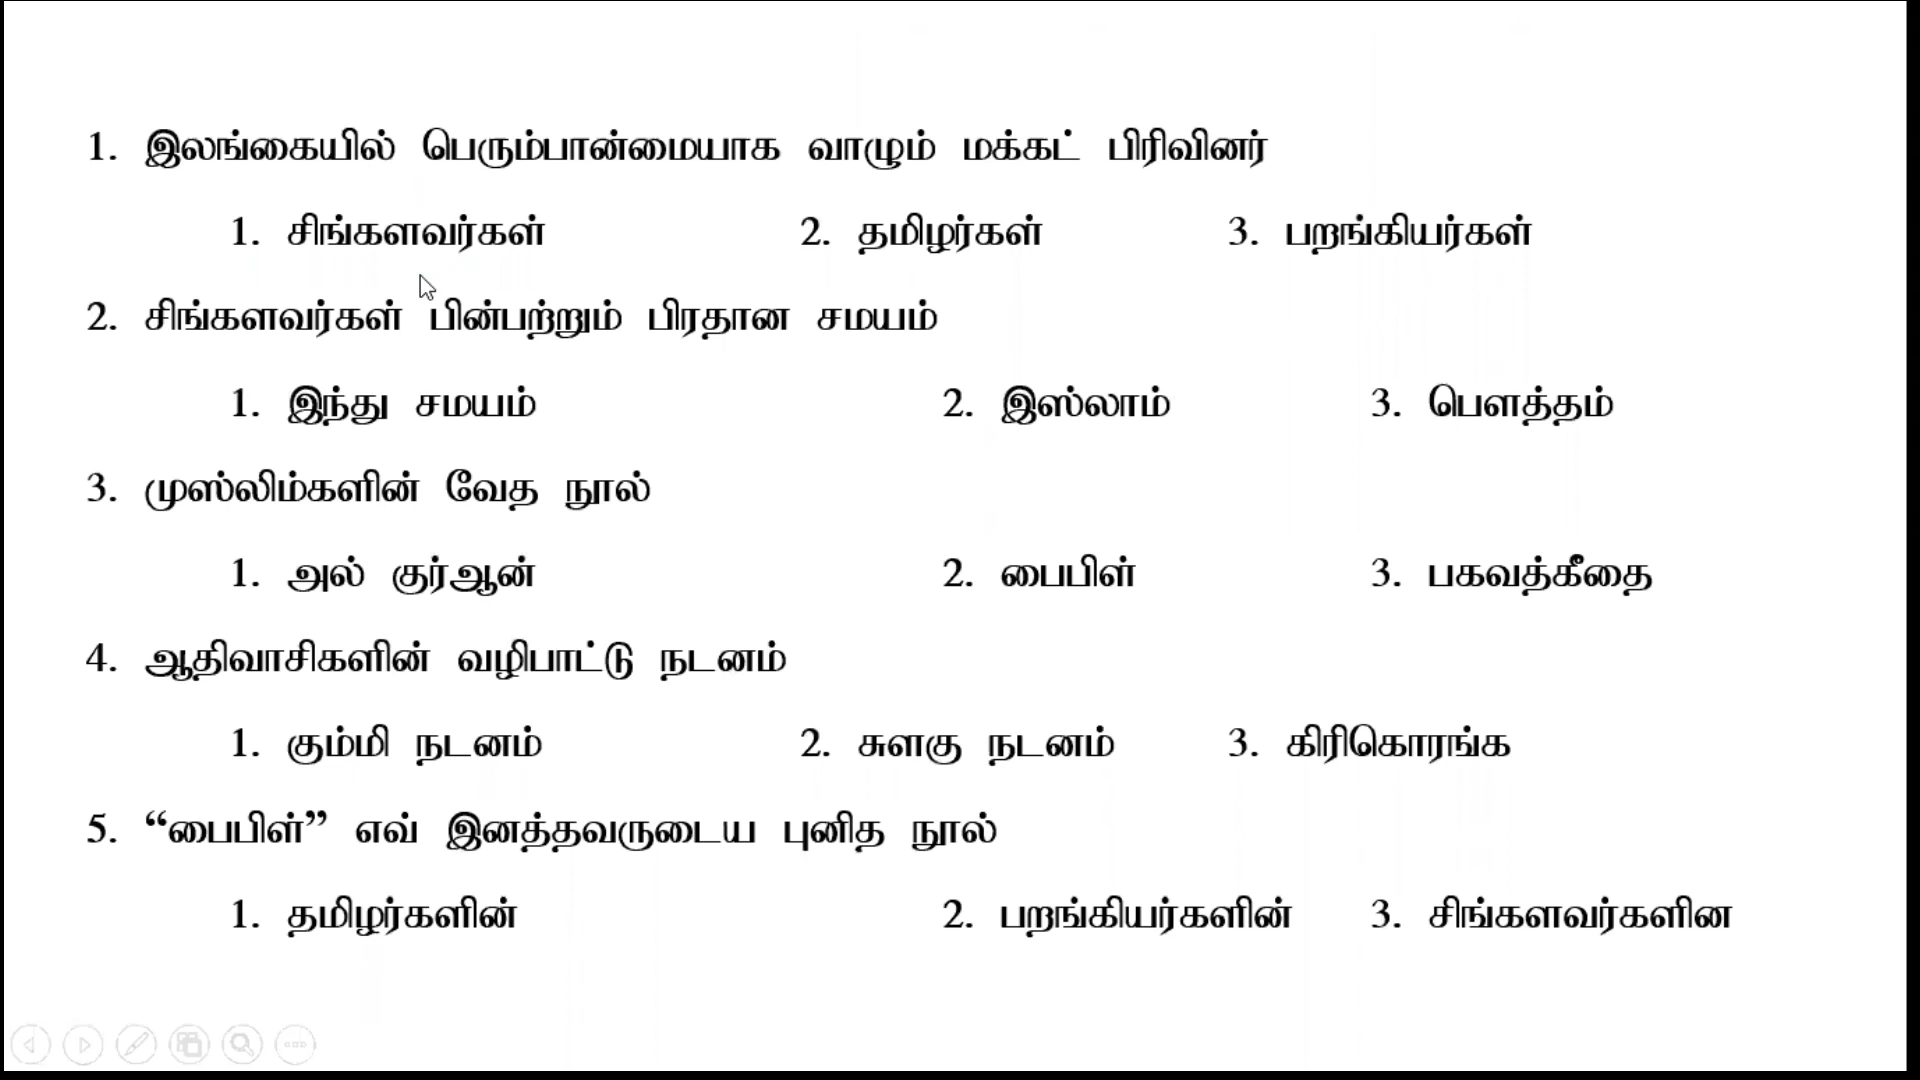 1. இலங்கையில் பெரும்பான்மையாக வாழும் மக்கட் பிரிவினர்
1. சிங்களவர்கள் 2. தமிழர்கள் 3. பறங்கியர்கள்
2. சிங்களவர்கள் பின்பற்றும் பிரதான சமயம்
1. இந்து சமயம் 2. இஸ்லாம் 3. பௌத்தம்
3. முஸ்லிம்களின் வேத நூல்
1. அல் குர்ஆன் 2. பைபிள் 3. பகவத்கீதை
4. ஆதிவாசிகளின் வழிபாட்டு நடனம்
1. கும்மி நடனம் 2. சுளகு நடனம் 3. கிரிகொரங்க
5. “பைபிள்” எவ் இனத்தவருடைய புனித நூல்
1. தமிழர்களின் 2. பறங்கியர்களின் 3. சிங்களவர்களின